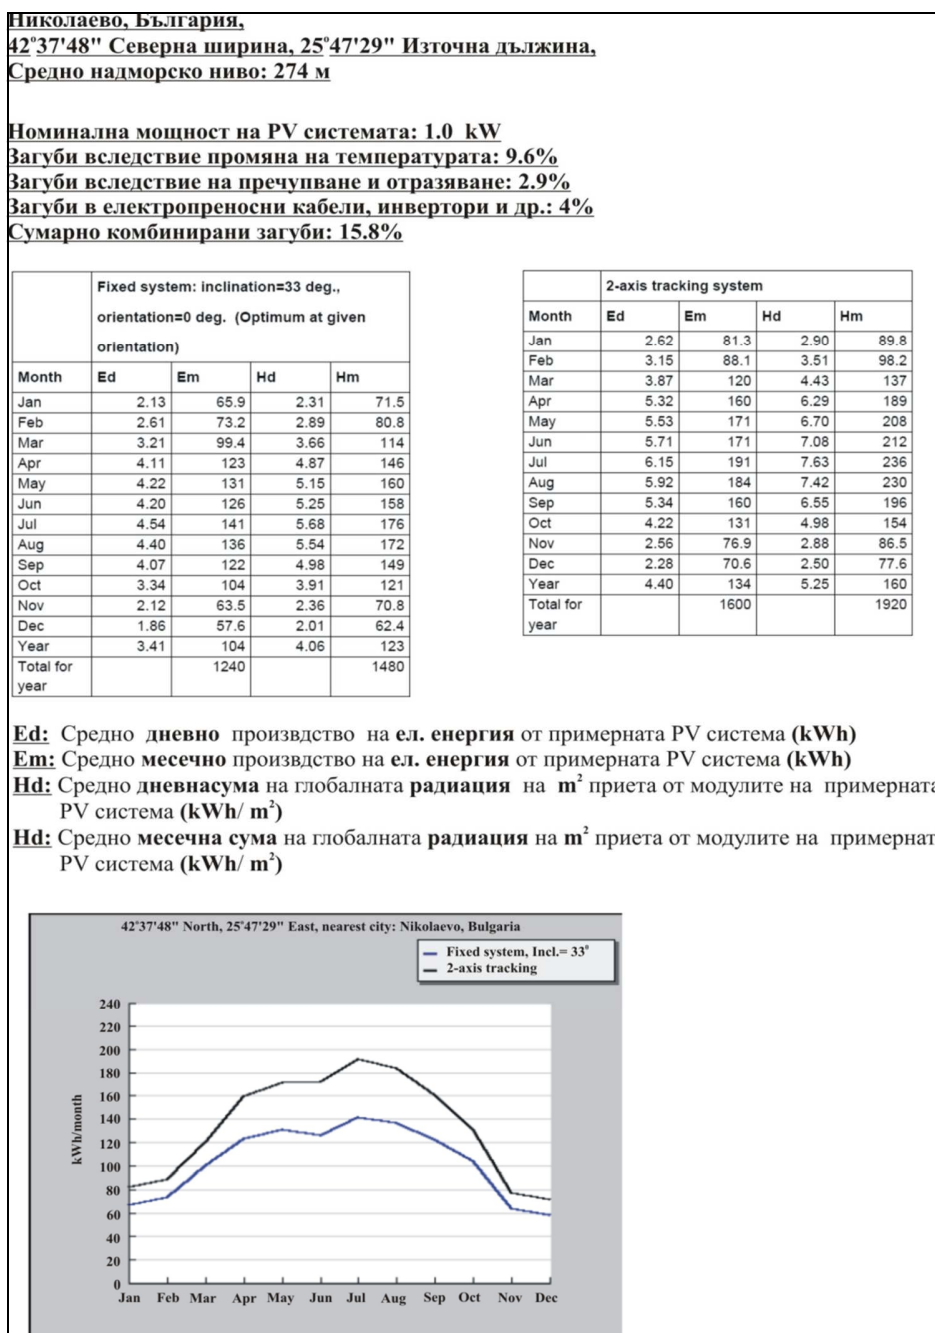 Николаево, България,
42°37'48" Северна ширина, 25°47'29" Източна дължина,
Средно надморско ниво: 274 м
Номинална мощност на PV системата: 1.0 kW
Загуби вследствие промяна на температурата: 9.6%
Загуби вследствие на пречупване и отразяване: 2.9%
Загуби в електропреносни кабели, инвертори и др.: 4%
Сумарно комбинирани загуби: 15.8%
Fixed system: inclination=33 deg.,
orientation=0 deg. (Optimum at given
orientation)
Month Ed Em Hd Hm
Jan 2.13 65.9 2.31 71.5
Feb 2.61 73.2 2.89 80.8
Mar 3.21 99.4 3.66 114
Apr 4.11 123 4.87 146
May 4.22 131 5.15 160
Jun 4.20 126 5.25 158
Jul 4.54 141 5.68 176
Aug 4.40 136 5.54 172
Sep 4.07 122 4.98 149
Oct 3.34 104 3.91 121
Nov 2.12 63.5 2.36 70.8
Dec 1.86 57.6 2.01 62.4
Year 3.41 104 4.06 123
Total for 1240 1480
year
2-axis tracking system
Month Ed Em Hd Hm
Jan 2.62 81.3 2.90 89.8
Feb 3.15 88.1 3.51 98.2
Mar 3.87 120 4.43 137
Apr 5.32 160 6.29 189
May 5.53 171 6.70 208
Jun 5.71 171 7.08 212
Jul 6.15 191 7.63 236
Aug 5.92 184 7.42 230
Sep 5.34 160 6.55 196
Oct 4.22 131 4.98 154
Nov 2.56 76.9 2.88 86.5
Dec 2.28 70.6 2.50 77.6
Year 4.40 134 5.25 160
Total for 1600 1920
year
Ed: Средно дневно произвдство на ел. енергия от примерната PV система (kWh)
Em: Средно месечно произвдство на ел. енергия от примерната PV система (kWh)
Hd: Средно дневнасума на глобалната радиация на m² приета от модулите на примерната
PV система (kWh/ m²)
Hd: Средно месечна сума на глобалната радиация на m² приета от модулите на примернат
PV система (kWh/ m²)
42°37'48" North, 25°47'29" East, nearest city: Nikolaevo, Bulgaria
Fixed system, Incl.= 33°
2-axis tracking
240
220
200
180
160
140
120
100
80
60
40
20
0
kWh/month
Jan Feb Mar Apr May Jun Jul Aug Sep Oct Nov Dec